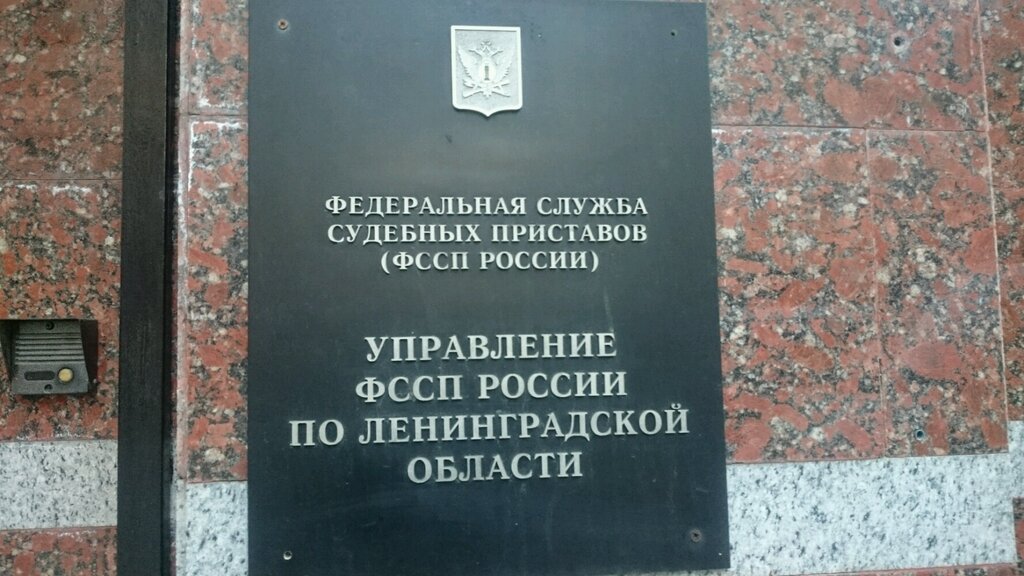 ФЕДЕРАЛЬНАЯ СЛУЖБА
СУДЕБНЫХ ПРИСТАВОВ
(ФССП РОССИИ)
УПРАВЛЕНИЕ
ФССП РОССИИ
ПО ЛЕНИНГРАДСКОЙ
ОБЛАСТИ